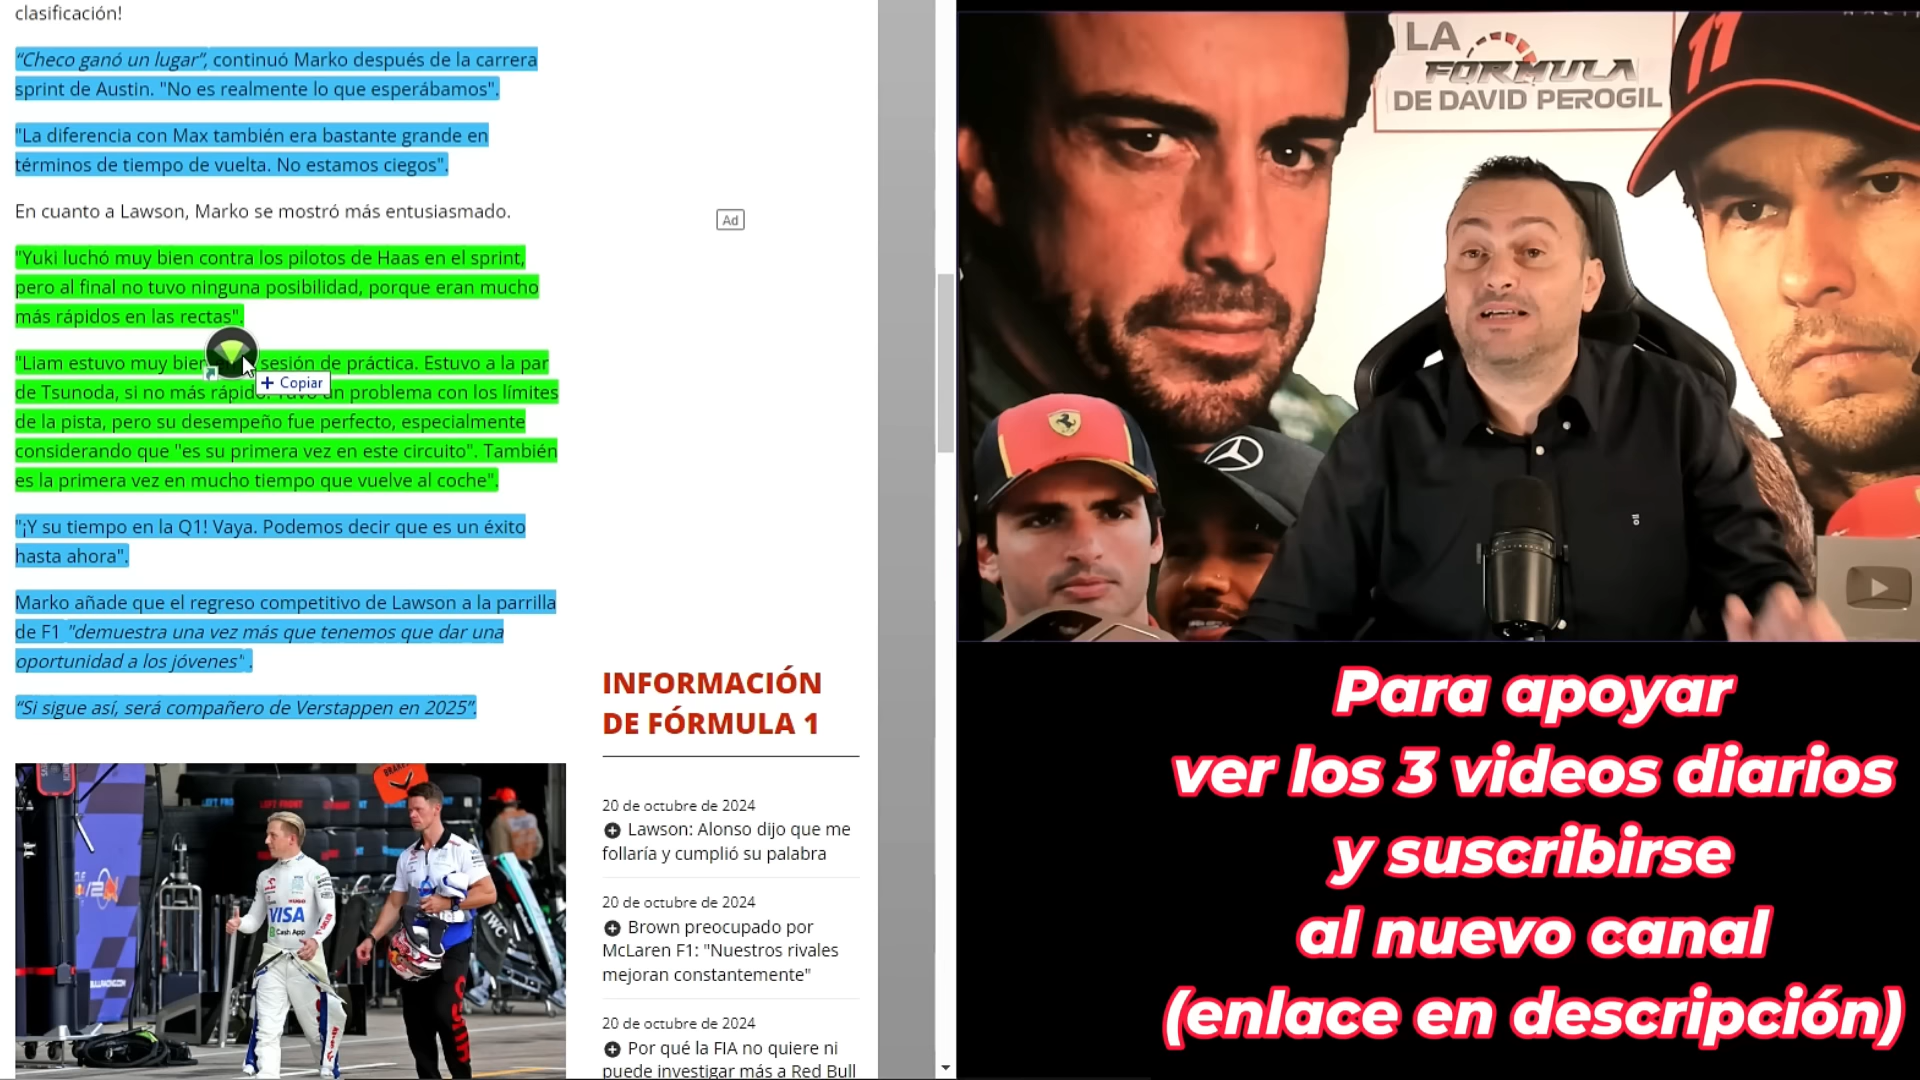 clasificación!
“Checo ganó un lugar”, continuó Marko después de la carrera
sprint de Austin. "No es realmente lo que esperábamos".
"La diferencia con Max también era bastante grande en
términos de tiempo de vuelta. No estamos ciegos".
En cuanto a Lawson, Marko se mostró más entusiasmado.
"Yuki luchó muy bien contra los pilotos de Haas en el sprint,
pero al final no tuvo ninguna posibilidad, porque eran mucho
más rápidos en las rectas".
"Liam estuvo muy bien sesión de práctica. Estuvo a la par
de Tsunoda, si no más rápido. Tuvo un problema con los límites
de la pista, pero su desempeño fue perfecto, especialmente
considerando que "es su primera vez en este circuito". También
es la primera vez en mucho tiempo que vuelve al coche".
+ Copiar
"¡Y su tiempo en la Q1! Vaya. Podemos decir que es un éxito
hasta ahora".
Marko añade que el regreso competitivo de Lawson a la parrilla
de F1 "demuestra una vez más que tenemos que dar una
oportunidad a los jóvenes" .
“Si sigue así, será compañero de Verstappen en 2025”.
VISA
Cash App
IWC
Ad
INFORMACIÓN
DE FÓRMULA 1
20 de octubre de 2024
Lawson: Alonso dijo que me
follaría y cumplió su palabra
20 de octubre de 2024
Brown preocupado por
McLaren F1: "Nuestros rivales
mejoran constantemente"
20 de octubre de 2024
Por qué la FIA no quiere ni
puede investigar más a Red Bull
LA
FÓRMULA
DE DAVID PEROGIL
11
Para apoyar
ver los 3 videos diarios
y suscribirse
al nuevo canal
(enlace en descripción)